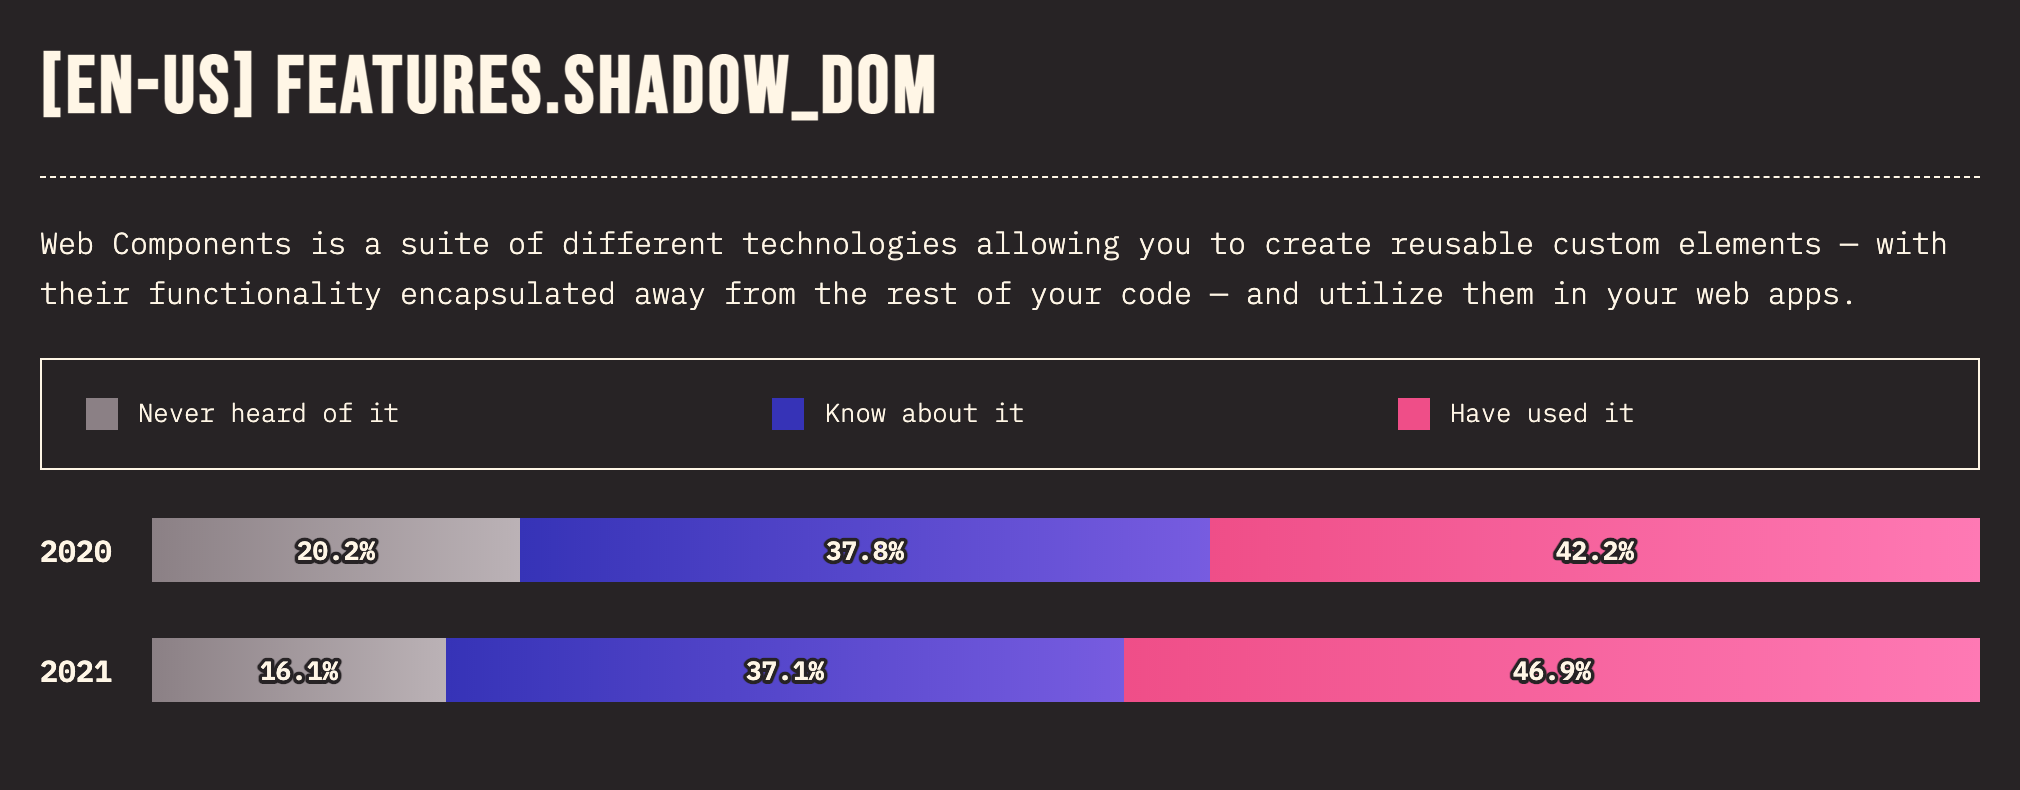 [EN-US] FEATURES.SHADOW_DOM
Web Components is a suite of different technologies allowing you to create reusable custom elements — with
their functionality encapsulated away from the rest of your code — and utilize them in your web apps.
Never heard of it Know about it Have used it
2020 20.2% 37.8% 42.2%
2021 16.1% 37.1% 46.9%